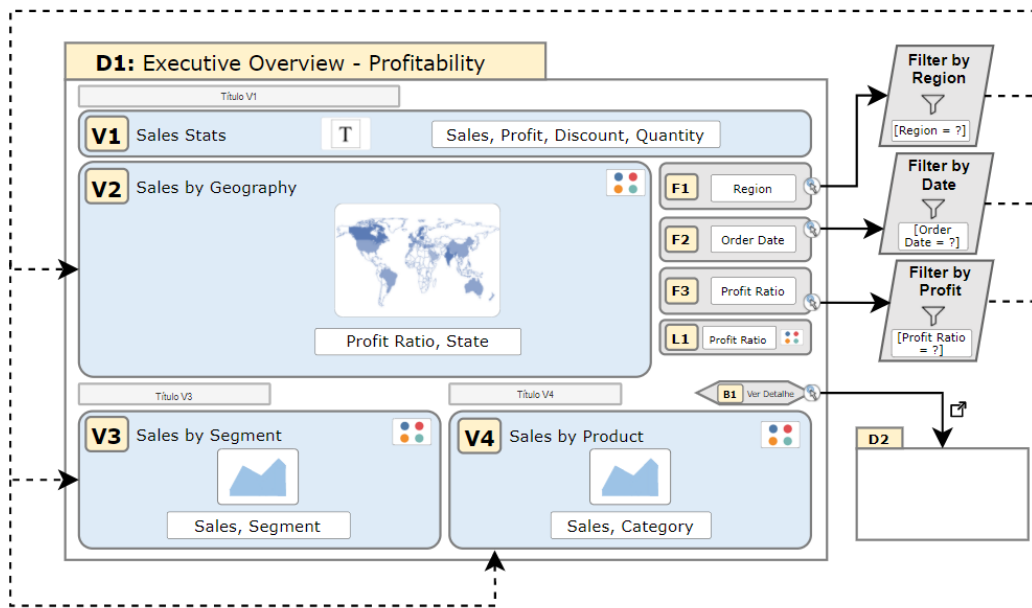 D1: Executive Overview - Profitability
Título V1
V1 Sales Stats T Sales, Profit, Discount, Quantity
V2 Sales by Geography
Profit Ratio, State
F1 Region
F2 Order Date
F3 Profit Ratio
L1 Profit Ratio
Filter by
Region
[Region = ?]
Filter by
Date
[Order
Date = ?]
Filter by
Profit
[Profit Ratio
= ?]
Título V3
Título V4
B1 Ver Detalhe
V3 Sales by Segment
Sales, Segment
V4 Sales by Product
Sales, Category
D2